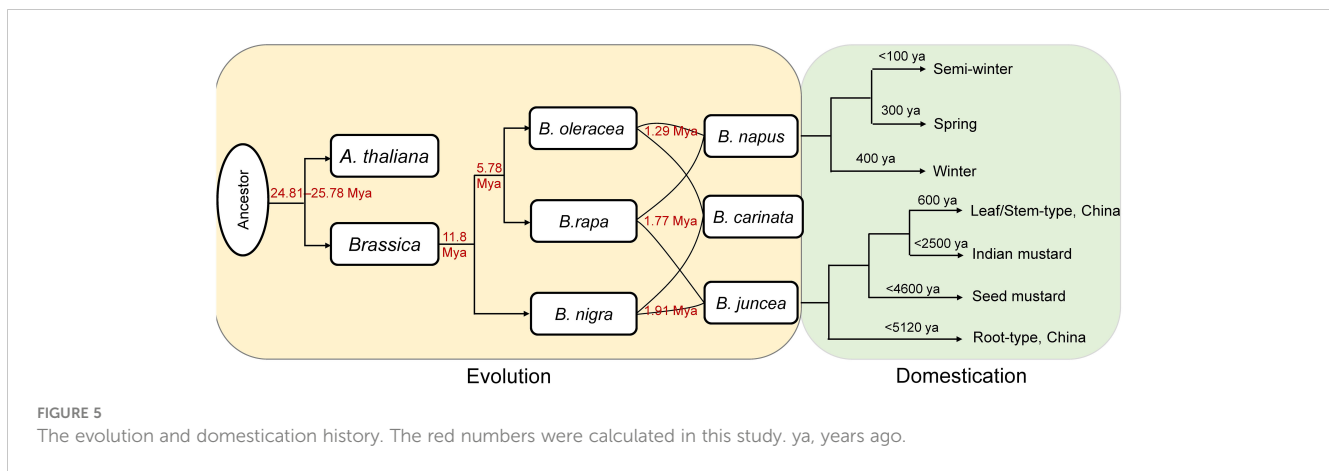 Ancestor
24.81–25.78 Mya
A. thaliana
Brassica
11.8
Mya
5.78
Mya
B. oleracea
B.rapa
B. nigra
1.29 Mya
1.77 Mya
1.91 Mya
B. napus
B. carinata
B. juncea
<100 ya
Semi-winter
300 ya
Spring
400 ya
Winter
600 ya
Leaf/Stem-type, China
<2500 ya
Indian mustard
<4600 ya
Seed mustard
<5120 ya
Root-type, China
Evolution
Domestication
FIGURE 5
The evolution and domestication history. The red numbers were calculated in this study. ya, years ago.